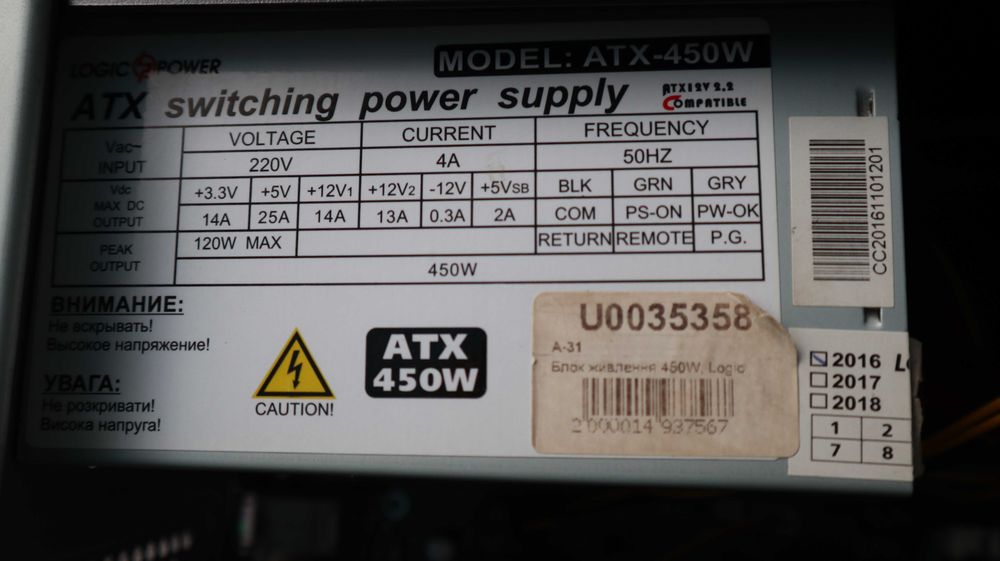 LOGIC POWER
MODEL: ATX-450W
ATX switching power supply
ATX12V 2.2
COMPATIBLE
Vac~ INPUT VOLTAGE CURRENT FREQUENCY
220V 4A 50HZ
Vdc MAX DC OUTPUT +3.3V +5V +12V1 +12V2 -12V +5VSB BLK GRN GRY
14A 25A 14A 13A 0.3A 2A COM PS-ON PW-OK
PEAK OUTPUT 120W MAX RETURN REMOTE P.G.
450W
ВНИМАНИЕ:
Не вскрывать!
Высокое напряжение!
УВАГА:
Не розкривати!
Висока напруга!
CAUTION!
ATX
450W
U0035358
A-31
Блок живлення 450W, Logic
2 000014 937567
CC20161101201
2016
2017
2018
1 2
7 8